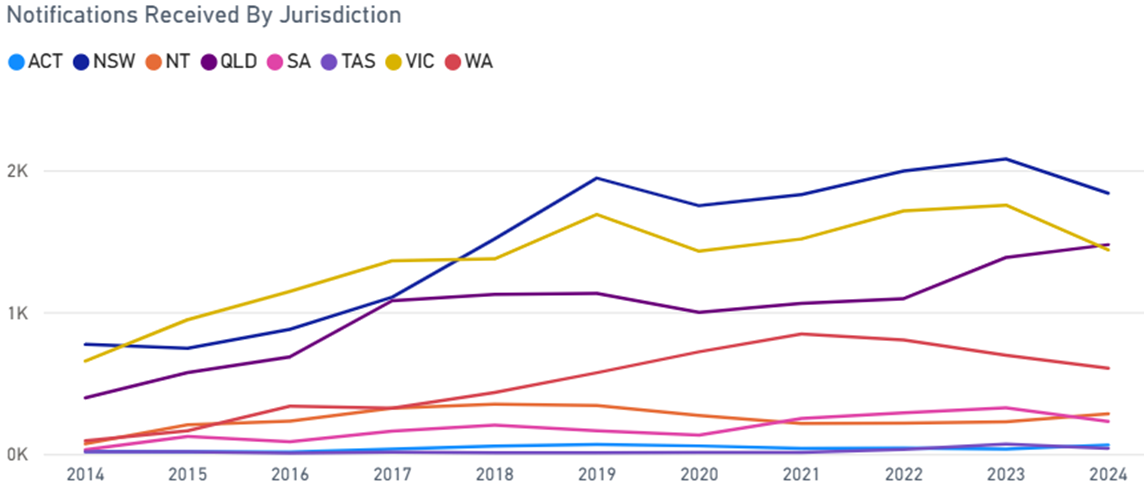 Notifications Received By Jurisdiction
ACT NSW NT QLD SA TAS VIC WA
2K
1K
0K
2014 2015 2016 2017 2018 2019 2020 2021 2022 2023 2024